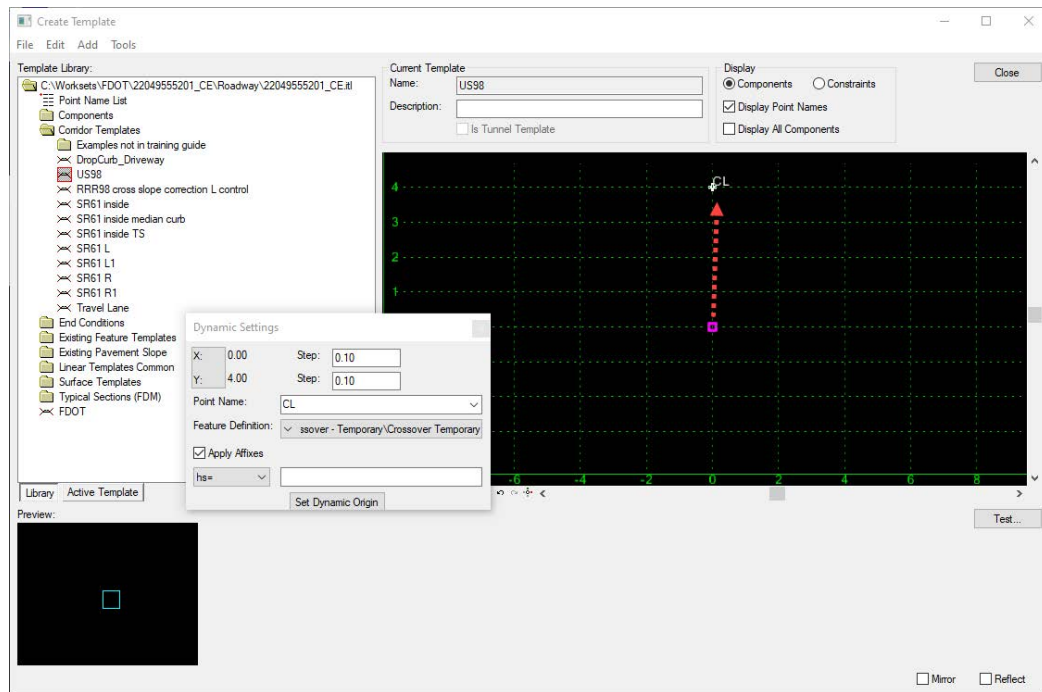 Create Template
File Edit Add Tools
Template Library:
C:\Worksets\FDOT\22049555201_CE\Roadway\22049555201_CE.itl
Point Name List
Components
Corridor Templates
Examples not in training guide
DropCurb_Driveway
US98
RRR98 cross slope correction L control
SR61 inside
SR61 inside median curb
SR61 inside TS
SR61 L
SR61 L1
SR61 R
SR61 R1
Travel Lane
End Conditions
Existing Feature Templates
Existing Pavement Slope
Linear Templates Common
Surface Templates
Typical Sections (FDM)
FDOT
Library Active Template
Preview:
Current Template
Name: US98
Description:
Is Tunnel Template
Display
Components Constraints
Display Point Names
Display All Components
Close
CL
4
3
2
1
-6 -4 -2 0 2 4 6 8
Dynamic Settings
X: 0.00 Step: 0.10
Y: 4.00 Step: 0.10
Point Name: CL
Feature Definition: ssover - Temporary\Crossover Temporary
Apply Affixes
hs=
Set Dynamic Origin
Test...
Mirror Reflect